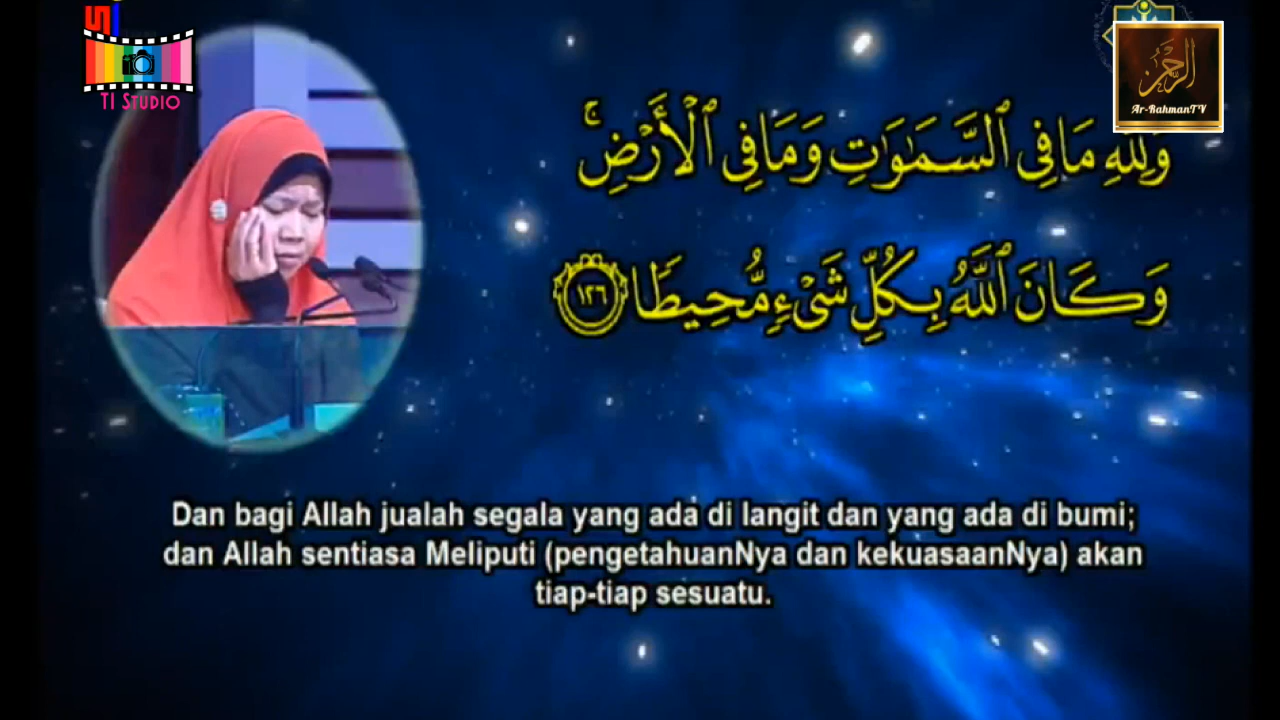 TI STUDIO
الرحمن
Ar-RahmanTV
وَلِلَّهِ مَا فِي ٱلسَّمَٰوَٰتِ وَمَا فِي ٱلْأَرْضِۚ
وَكَانَ ٱللَّهُ بِكُلِّ شَيْءٍ مُّحِيطًا ١٢٦
Dan bagi Allah jualah segala yang ada di langit dan yang ada di bumi;
dan Allah sentiasa Meliputi (pengetahuanNya dan kekuasaanNya) akan
tiap-tiap sesuatu.